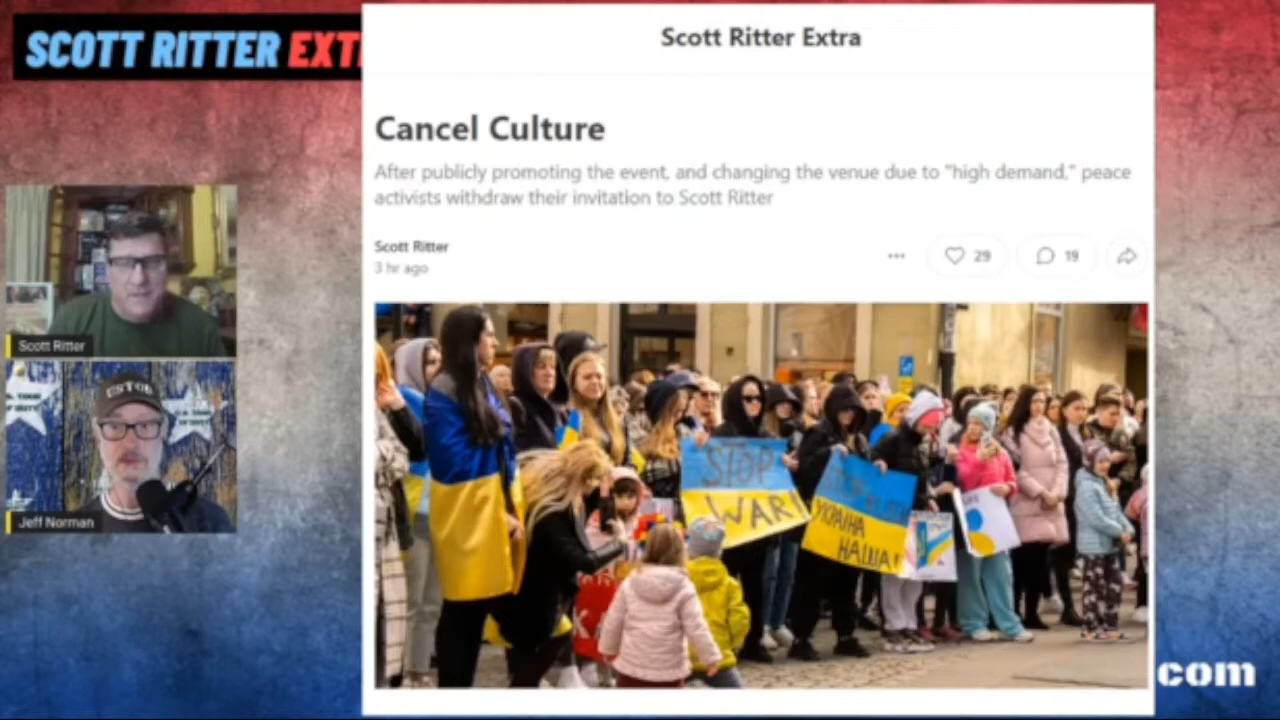 SCOTT RITTER EXT
Scott Ritter Extra
Cancel Culture
After publicly promoting the event, and changing the venue due to "high demand," peace
activists withdraw their invitation to Scott Ritter
Scott Ritter
3 hr ago
29
19
Scott Ritter
Jeff Norman
STOP
WAR!
УКРАЇНА
НАША!
com